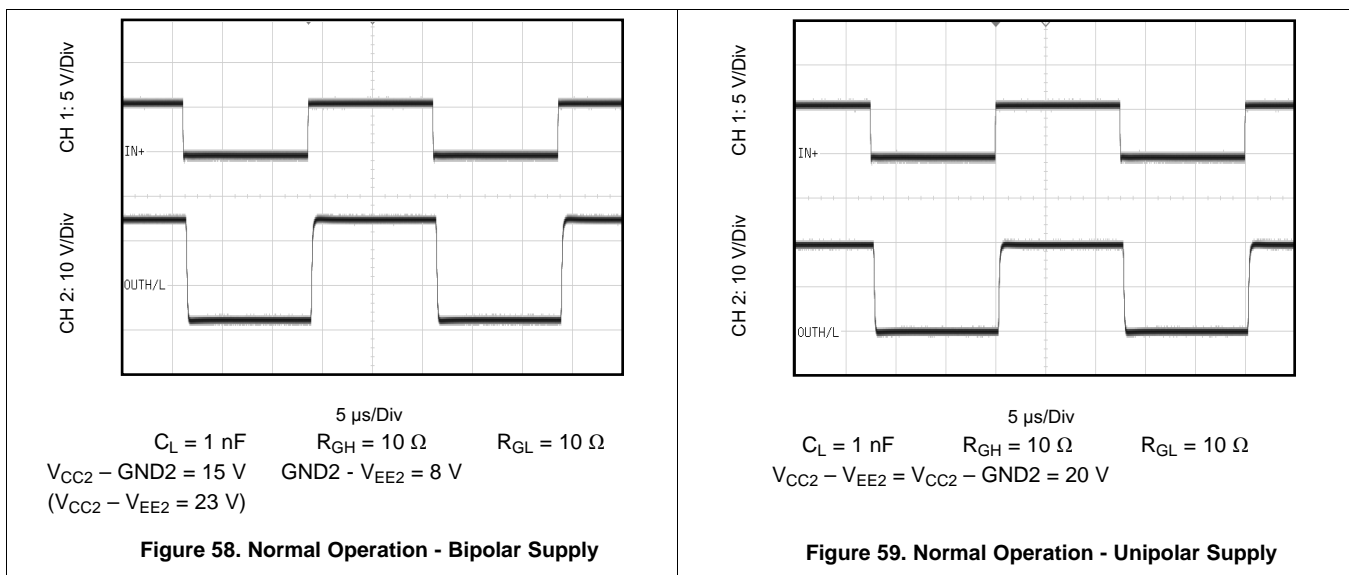 CH 1: 5 V/Div
IN+
CH 2: 10 V/Div
OUTH/L
5 µs/Div
C_L = 1 nF R_GH = 10 Ω R_GL = 10 Ω
V_CC2 – GND2 = 15 V GND2 - V_EE2 = 8 V
(V_CC2 – V_EE2 = 23 V)
Figure 58. Normal Operation - Bipolar Supply
CH 1: 5 V/Div
IN+
CH 2: 10 V/Div
OUTH/L
5 µs/Div
C_L = 1 nF R_GH = 10 Ω R_GL = 10 Ω
V_CC2 – V_EE2 = V_CC2 – GND2 = 20 V
Figure 59. Normal Operation - Unipolar Supply